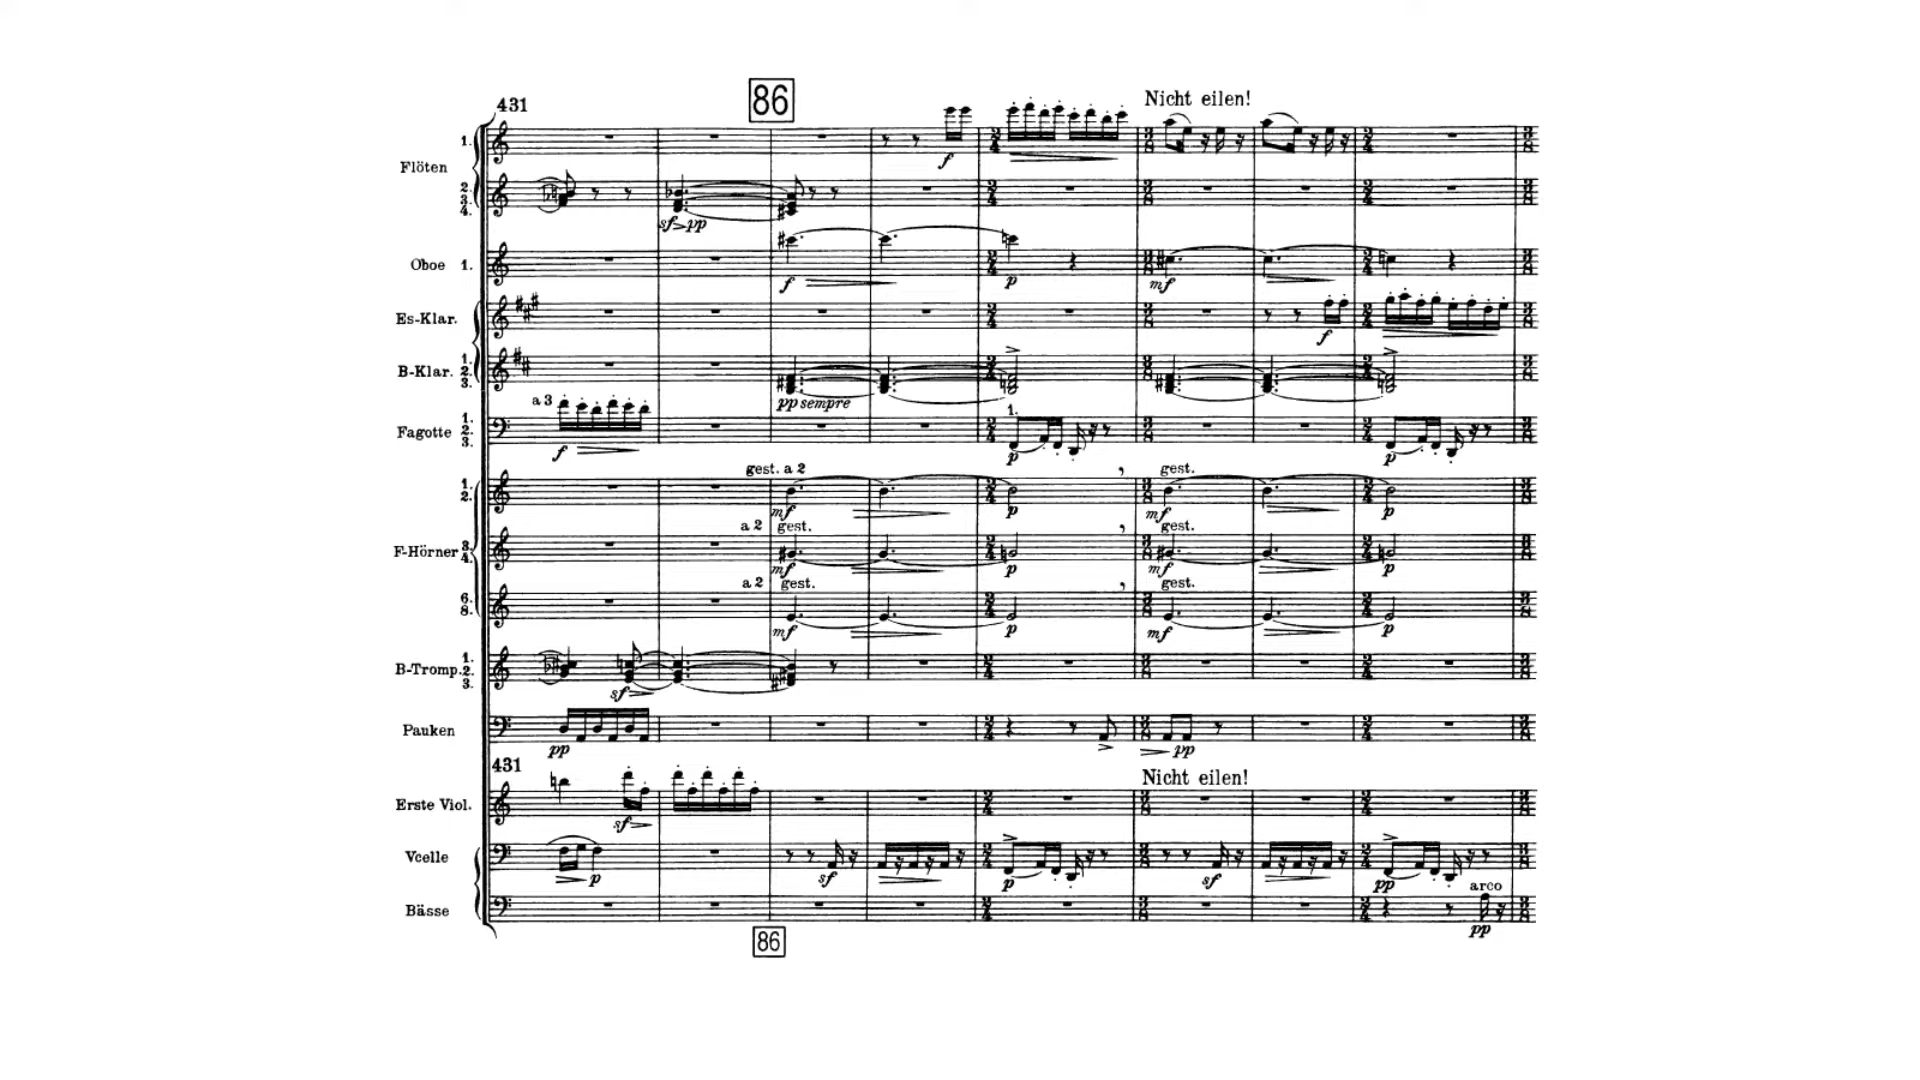 431
86
Nicht eilen!
Flöten
1.
f
2.
3.
4.
sf>pp
Oboe 1.
f
p
mf
Es-Klar.
f
B-Klar.
1.
2.
3.
pp sempre
a 3
1.
Fagotte
1.
2.
3.
f
p
p
gest. a 2
gest.
1.
2.
mf
p
mf
p
a 2 gest.
gest.
F-Hörner
3.
4.
mf
p
mf
p
a 2 gest.
gest.
6.
8.
mf
p
mf
p
B-Tromp.
1.
2.
3.
sf
Pauken
pp
pp
431
Nicht eilen!
Erste Viol.
sf
Vcelle
p
sf
p
sf
pp
arco
Bässe
pp
86